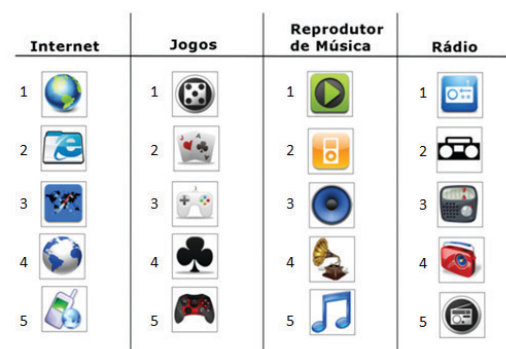 Internet
Jogos
Reprodutor
de Música
Rádio
1 1 1 1
2 2 2 2
3 3 3 3
4 4 4 4
5 5 5 5